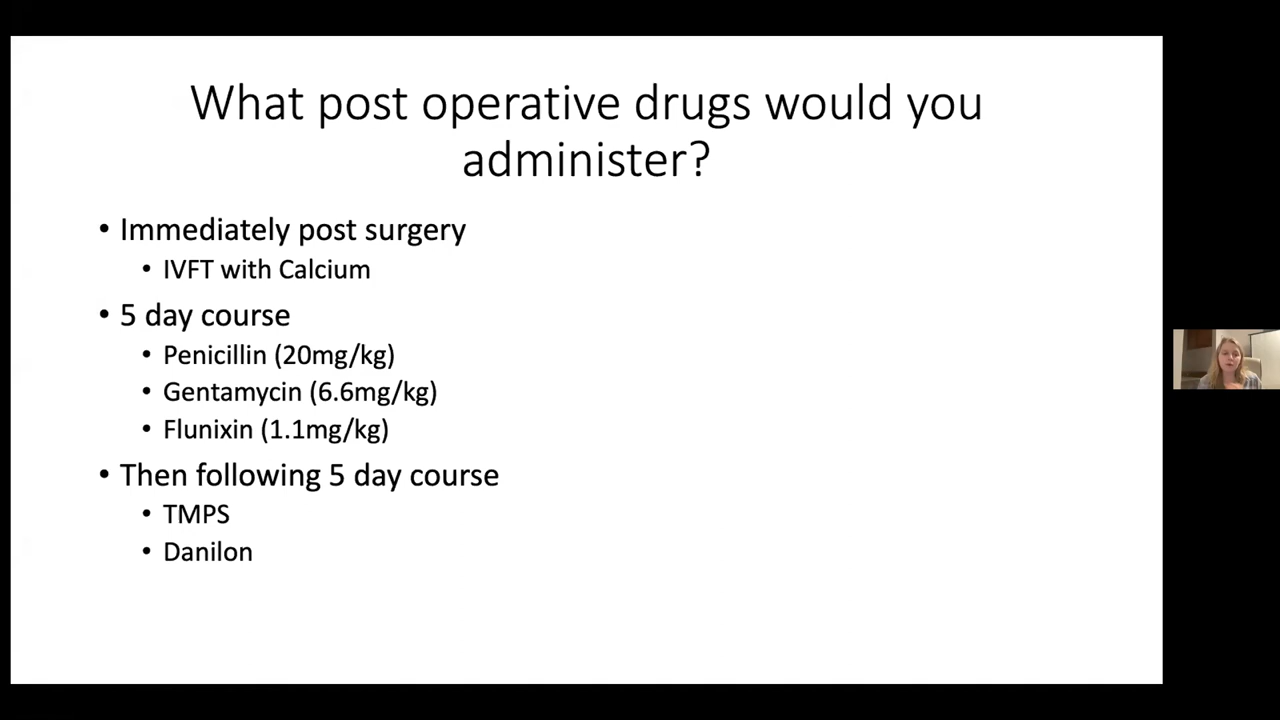 What post operative drugs would you
administer?
• Immediately post surgery
• IVFT with Calcium
• 5 day course
• Penicillin (20mg/kg)
• Gentamycin (6.6mg/kg)
• Flunixin (1.1mg/kg)
• Then following 5 day course
• TMPS
• Danilon